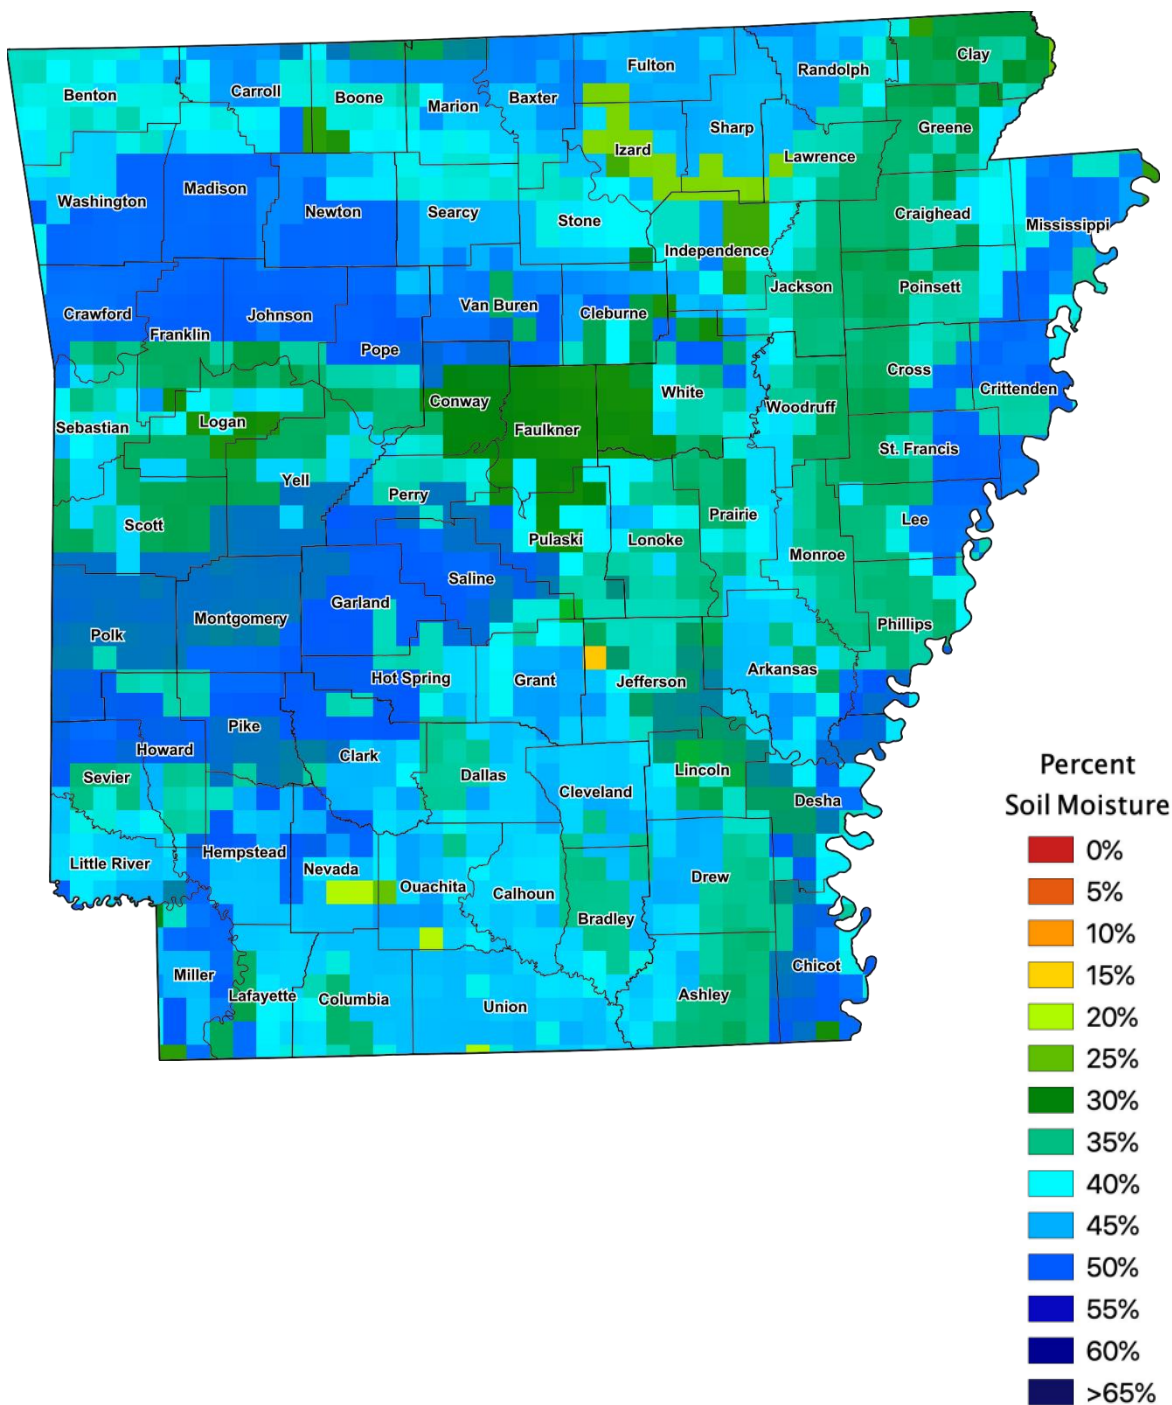 Clay
Fulton
Randolph
Benton
Carroll
Boone
Marion
Baxter
Sharp
Greene
Izard
Lawrence
Washington
Madison
Newton
Searcy
Stone
Craighead
Mississippi
Independence
Jackson
Poinsett
Crawford
Franklin
Johnson
Van Buren
Cleburne
Pope
Cross
Crittenden
White
Conway
Woodruff
Sebastian
Logan
Faulkner
St. Francis
Yell
Perry
Scott
Pulaski
Lonoke
Prairie
Lee
Monroe
Saline
Garland
Montgomery
Polk
Phillips
Hot Spring
Grant
Jefferson
Arkansas
Pike
Howard
Clark
Sevier
Dallas
Lincoln
Cleveland
Desha
Little River
Hempstead
Nevada
Ouachita
Calhoun
Drew
Bradley
Miller
Lafayette
Columbia
Union
Ashley
Chicot
Percent
Soil Moisture
0%
5%
10%
15%
20%
25%
30%
35%
40%
45%
50%
55%
60%
>65%